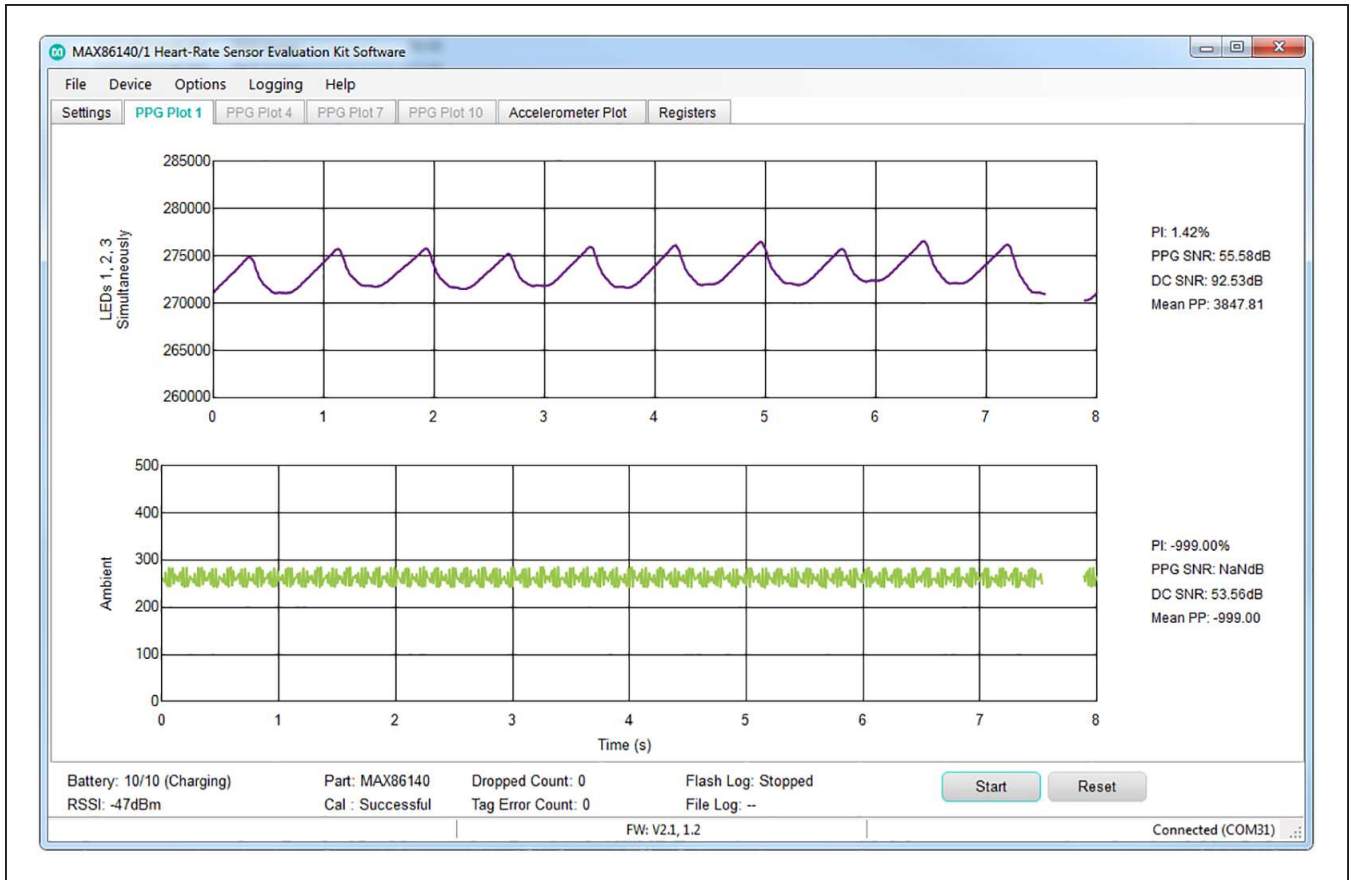 MAX86140/1 Heart-Rate Sensor Evaluation Kit Software
File Device Options Logging Help
Settings PPG Plot 1 PPG Plot 4 PPG Plot 7 PPG Plot 10 Accelerometer Plot Registers
LEDs 1, 2, 3
Simultaneously
285000
280000
275000
270000
265000
260000
0 1 2 3 4 5 6 7 8
PI: 1.42%
PPG SNR: 55.58dB
DC SNR: 92.53dB
Mean PP: 3847.81
Ambient
500
400
300
200
100
0
0 1 2 3 4 5 6 7 8
Time (s)
PI: -999.00%
PPG SNR: NaNdB
DC SNR: 53.56dB
Mean PP: -999.00
Battery: 10/10 (Charging) Part: MAX86140 Dropped Count: 0 Flash Log: Stopped Start Reset
RSSI: -47dBm Cal : Successful Tag Error Count: 0 File Log: --
FW: V2.1, 1.2 Connected (COM31)